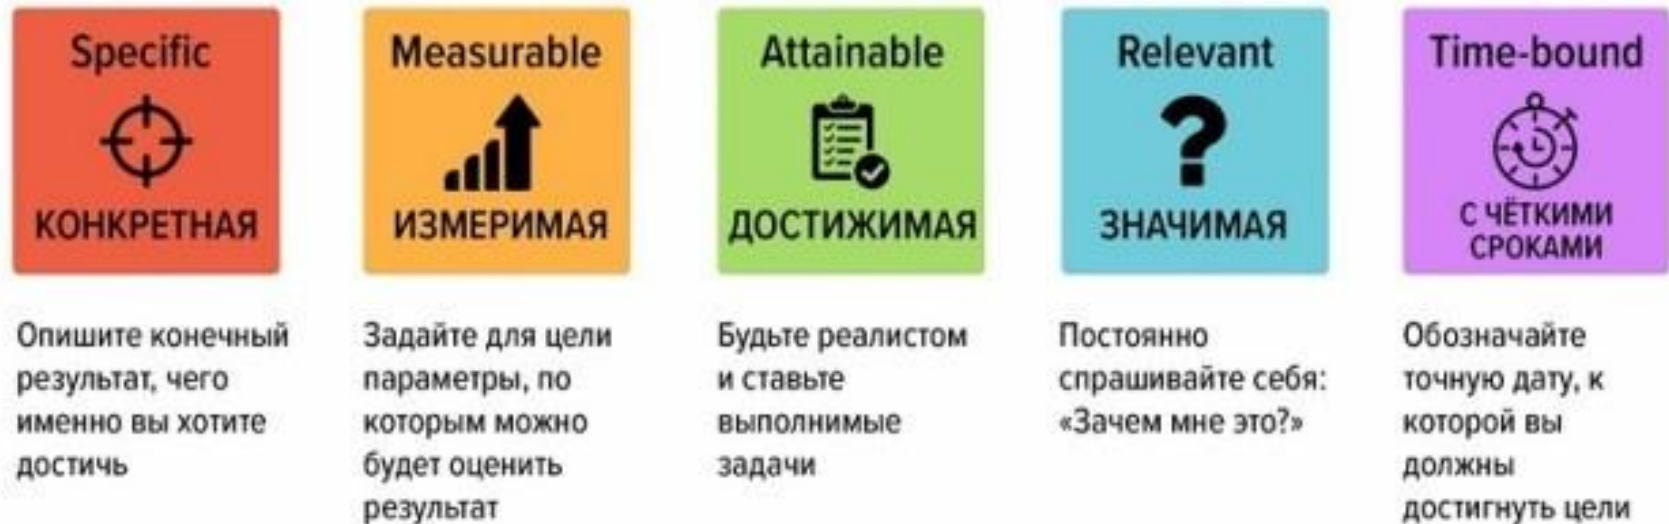 Specific
КОНКРЕТНАЯ
Опишите конечный
результат, чего
именно вы хотите
достичь
Measurable
ИЗМЕРИМАЯ
Задайте для цели
параметры, по
которым можно
будет оценить
результат
Attainable
ДОСТИЖИМАЯ
Будьте реалистом
и ставьте
выполнимые
задачи
Relevant
?
ЗНАЧИМАЯ
Постоянно
спрашивайте себя:
«Зачем мне это?»
Time-bound
С ЧЁТКИМИ
СРОКАМИ
Обозначайте
точную дату, к
которой вы
должны
достигнуть цели